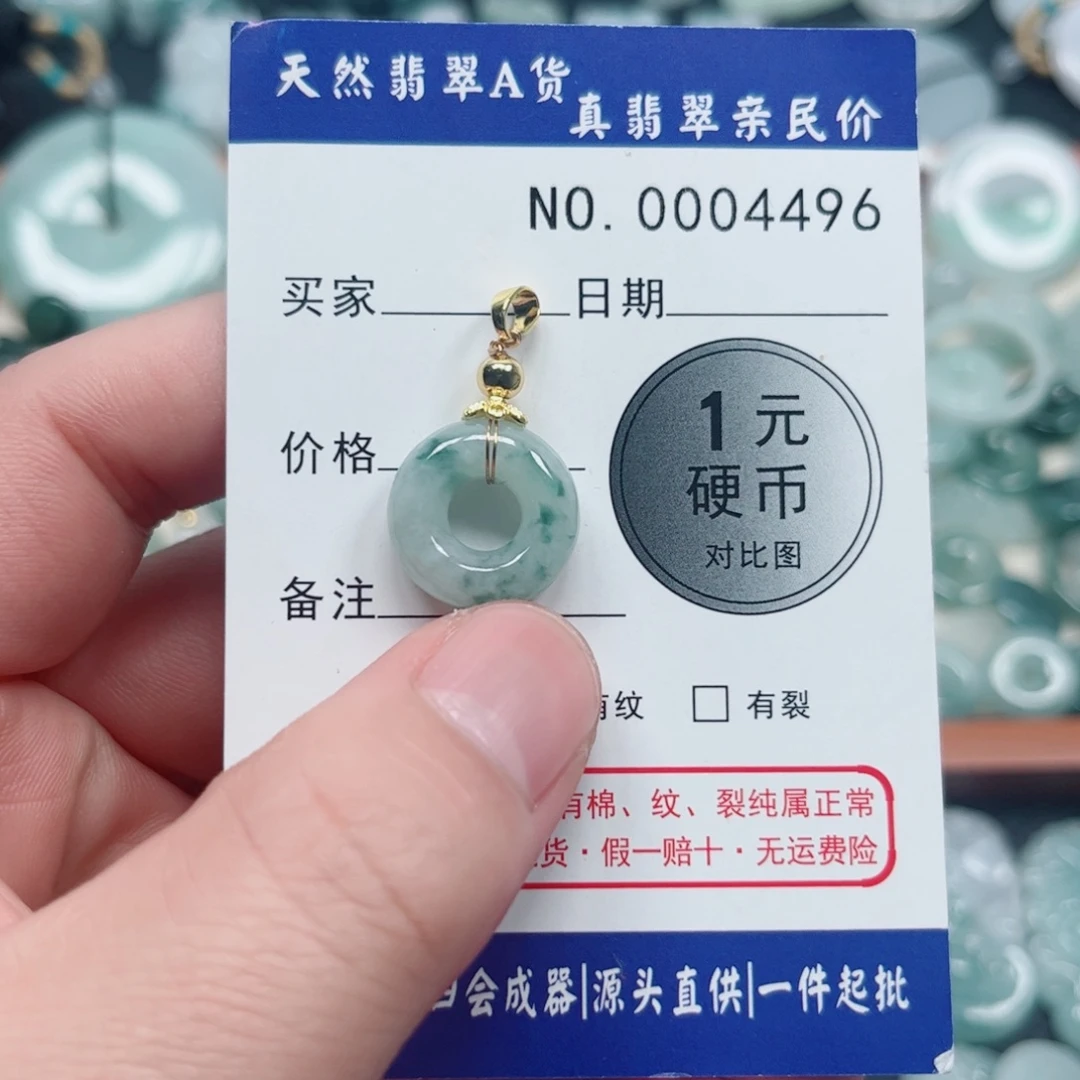 天然翡翠A货
真翡翠亲民价
NO. 0004496
买家 日期
1元
硬币
对比图
价格
备注
纹 有裂
有棉、纹、裂纯属正常
货·假一赔十·无运费险
会成器|源头直供|一件起批